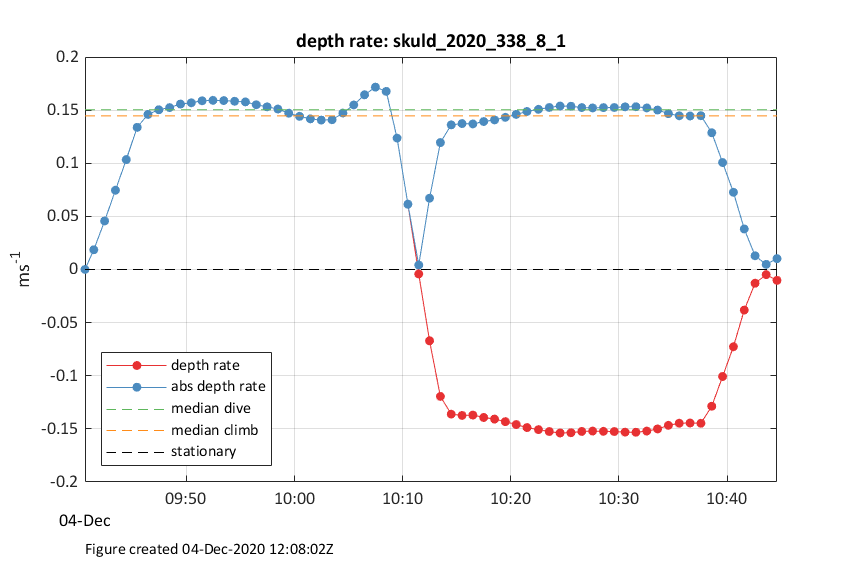 depth rate: skuld_2020_338_8_1
0.2
0.15
0.1
0.05
0
-0.05
-0.1
-0.15
-0.2
ms-1
depth rate
abs depth rate
median dive
median climb
stationary
09:50 10:00 10:10 10:20 10:30 10:40
04-Dec
Figure created 04-Dec-2020 12:08:02Z